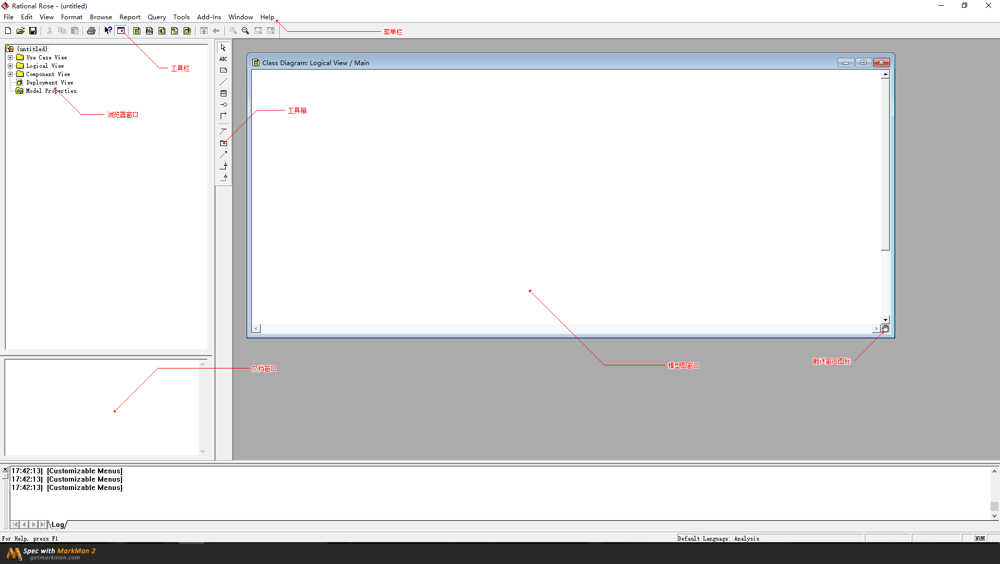 Rational Rose - (untitled)
File Edit View Format Browse Report Query Tools Add-Ins Window Help
菜单栏
(untitled)
Use Case View
Logical View
Component View
Deployment View
Model Properties
工具栏
浏览器窗口
ABC
Class Diagram: Logical View / Main
工具箱
文档窗口
模型图窗口
概述窗口图标
17:42:13| [Customizable Menus]
17:42:13| [Customizable Menus]
17:42:13| [Customizable Menus]
Log
For Help, press F1
Default Language: Analysis
NUM
Spec with MarkMan 2
getmarkman.com